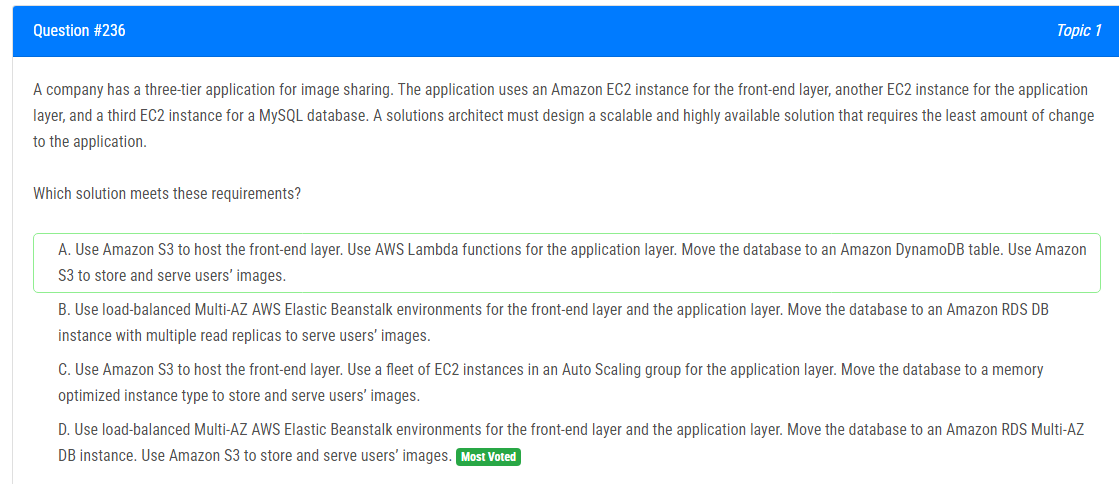 Question #236
Topic 1
A company has a three-tier application for image sharing. The application uses an Amazon EC2 instance for the front-end layer, another EC2 instance for the application
layer, and a third EC2 instance for a MySQL database. A solutions architect must design a scalable and highly available solution that requires the least amount of change
to the application.
Which solution meets these requirements?
A. Use Amazon S3 to host the front-end layer. Use AWS Lambda functions for the application layer. Move the database to an Amazon DynamoDB table. Use Amazon
S3 to store and serve users’ images.
B. Use load-balanced Multi-AZ AWS Elastic Beanstalk environments for the front-end layer and the application layer. Move the database to an Amazon RDS DB
instance with multiple read replicas to serve users’ images.
C. Use Amazon S3 to host the front-end layer. Use a fleet of EC2 instances in an Auto Scaling group for the application layer. Move the database to a memory
optimized instance type to store and serve users’ images.
D. Use load-balanced Multi-AZ AWS Elastic Beanstalk environments for the front-end layer and the application layer. Move the database to an Amazon RDS Multi-AZ
DB instance. Use Amazon S3 to store and serve users’ images. Most Voted